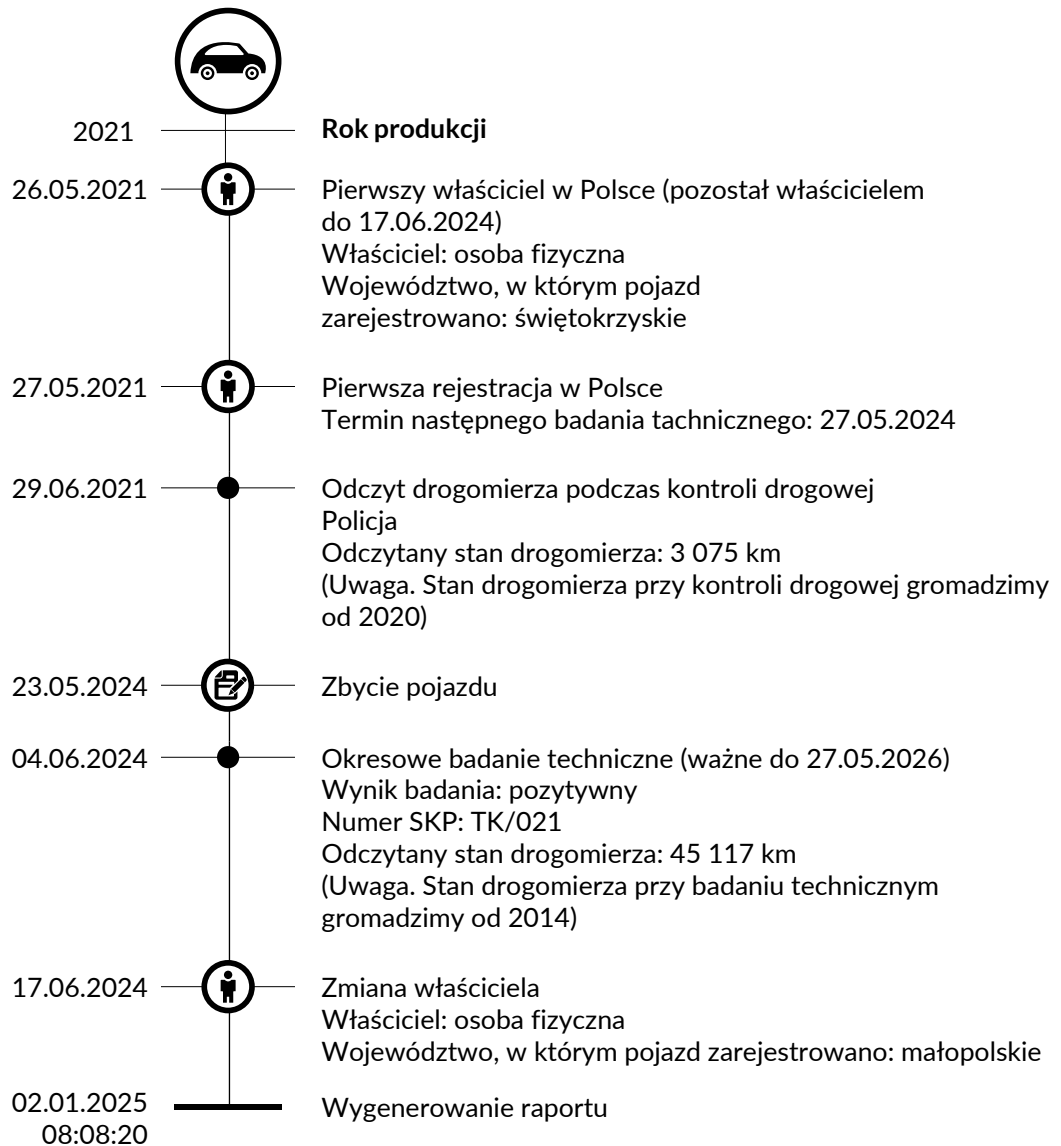 2021
Rok produkcji
26.05.2021
Pierwszy właściciel w Polsce (pozostał właścicielem
do 17.06.2024)
Właściciel: osoba fizyczna
Województwo, w którym pojazd
zarejestrowano: świętokrzyskie
27.05.2021
Pierwsza rejestracja w Polsce
Termin następnego badania tachnicznego: 27.05.2024
29.06.2021
Odczyt drogomierza podczas kontroli drogowej
Policja
Odczytany stan drogomierza: 3 075 km
(Uwaga. Stan drogomierza przy kontroli drogowej gromadzimy
od 2020)
23.05.2024
Zbycie pojazdu
04.06.2024
Okresowe badanie techniczne (ważne do 27.05.2026)
Wynik badania: pozytywny
Numer SKP: TK/021
Odczytany stan drogomierza: 45 117 km
(Uwaga. Stan drogomierza przy badaniu technicznym
gromadzimy od 2014)
17.06.2024
Zmiana właściciela
Właściciel: osoba fizyczna
Województwo, w którym pojazd zarejestrowano: małopolskie
02.01.2025
08:08:20
Wygenerowanie raportu